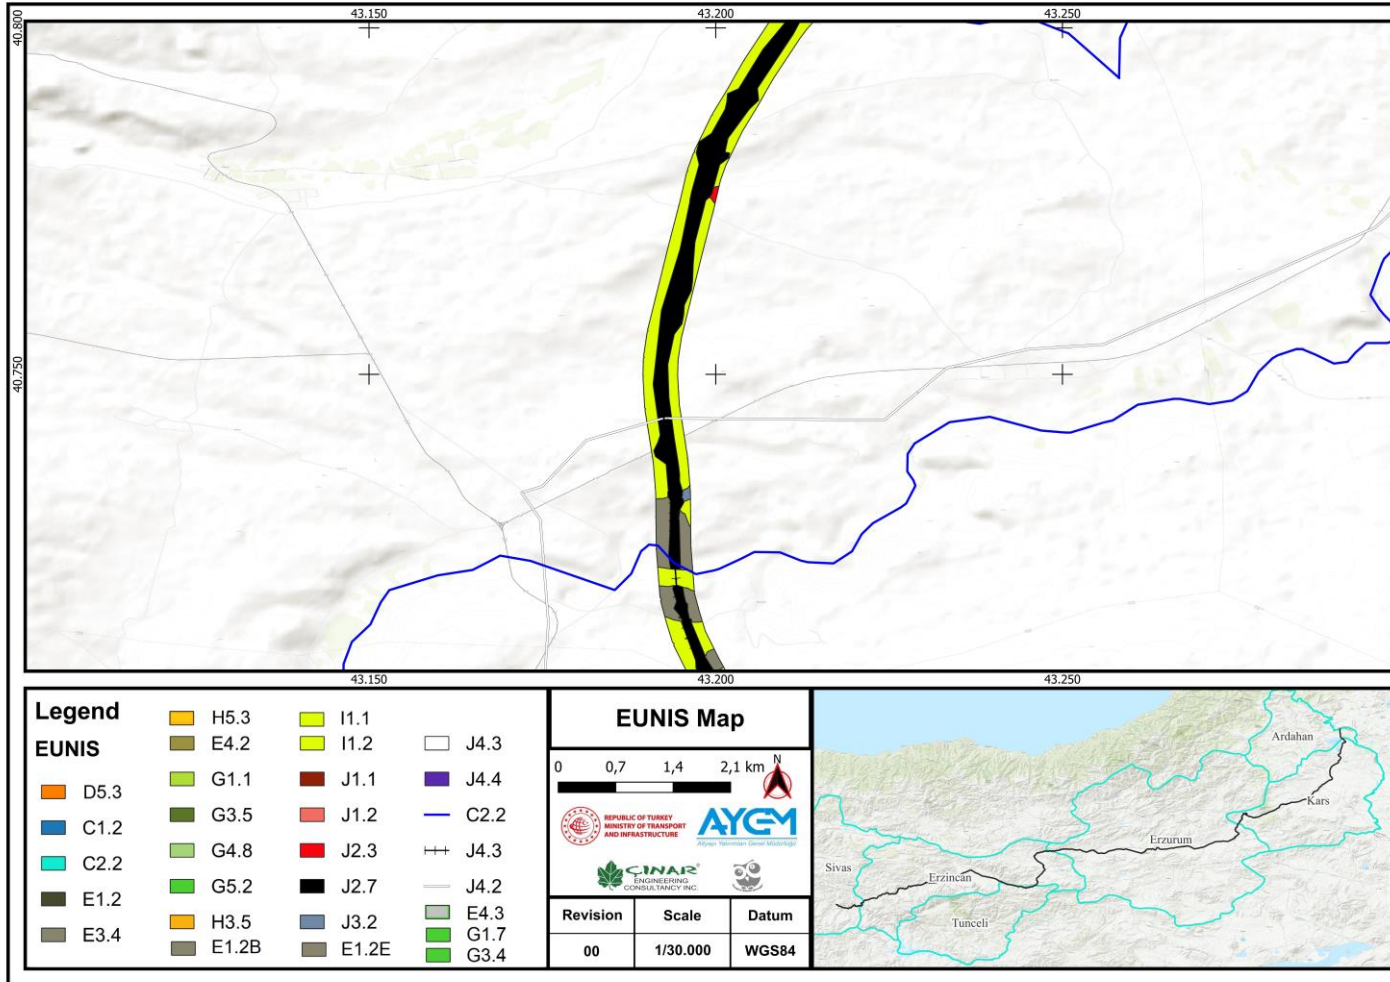 43.150 43.200 43.250
40.800
40.750
43.150 43.200 43.250
Legend
EUNIS
D5.3
C1.2
C2.2
E1.2
E3.4
H5.3
E4.2
G1.1
G3.5
G4.8
G5.2
H3.5
E1.2B
I1.1
I1.2
J1.1
J1.2
J2.3
J2.7
J3.2
E1.2E
J4.3
J4.4
C2.2
J4.3
J4.2
E4.3
G1.7
G3.4
EUNIS Map
0 0,7 1,4 2,1 km
N
REPUBLIC OF TURKEY
MINISTRY OF TRANSPORT
AND INFRASTRUCTURE
AYGM
Altyapı Yatırımları Genel Müdürlüğü
ÇINAR
ENGINEERING
CONSULTANCY INC.
Revision Scale Datum
00 1/30.000 WGS84
Ardahan
Kars
Erzurum
Erzincan
Sivas
Tunceli